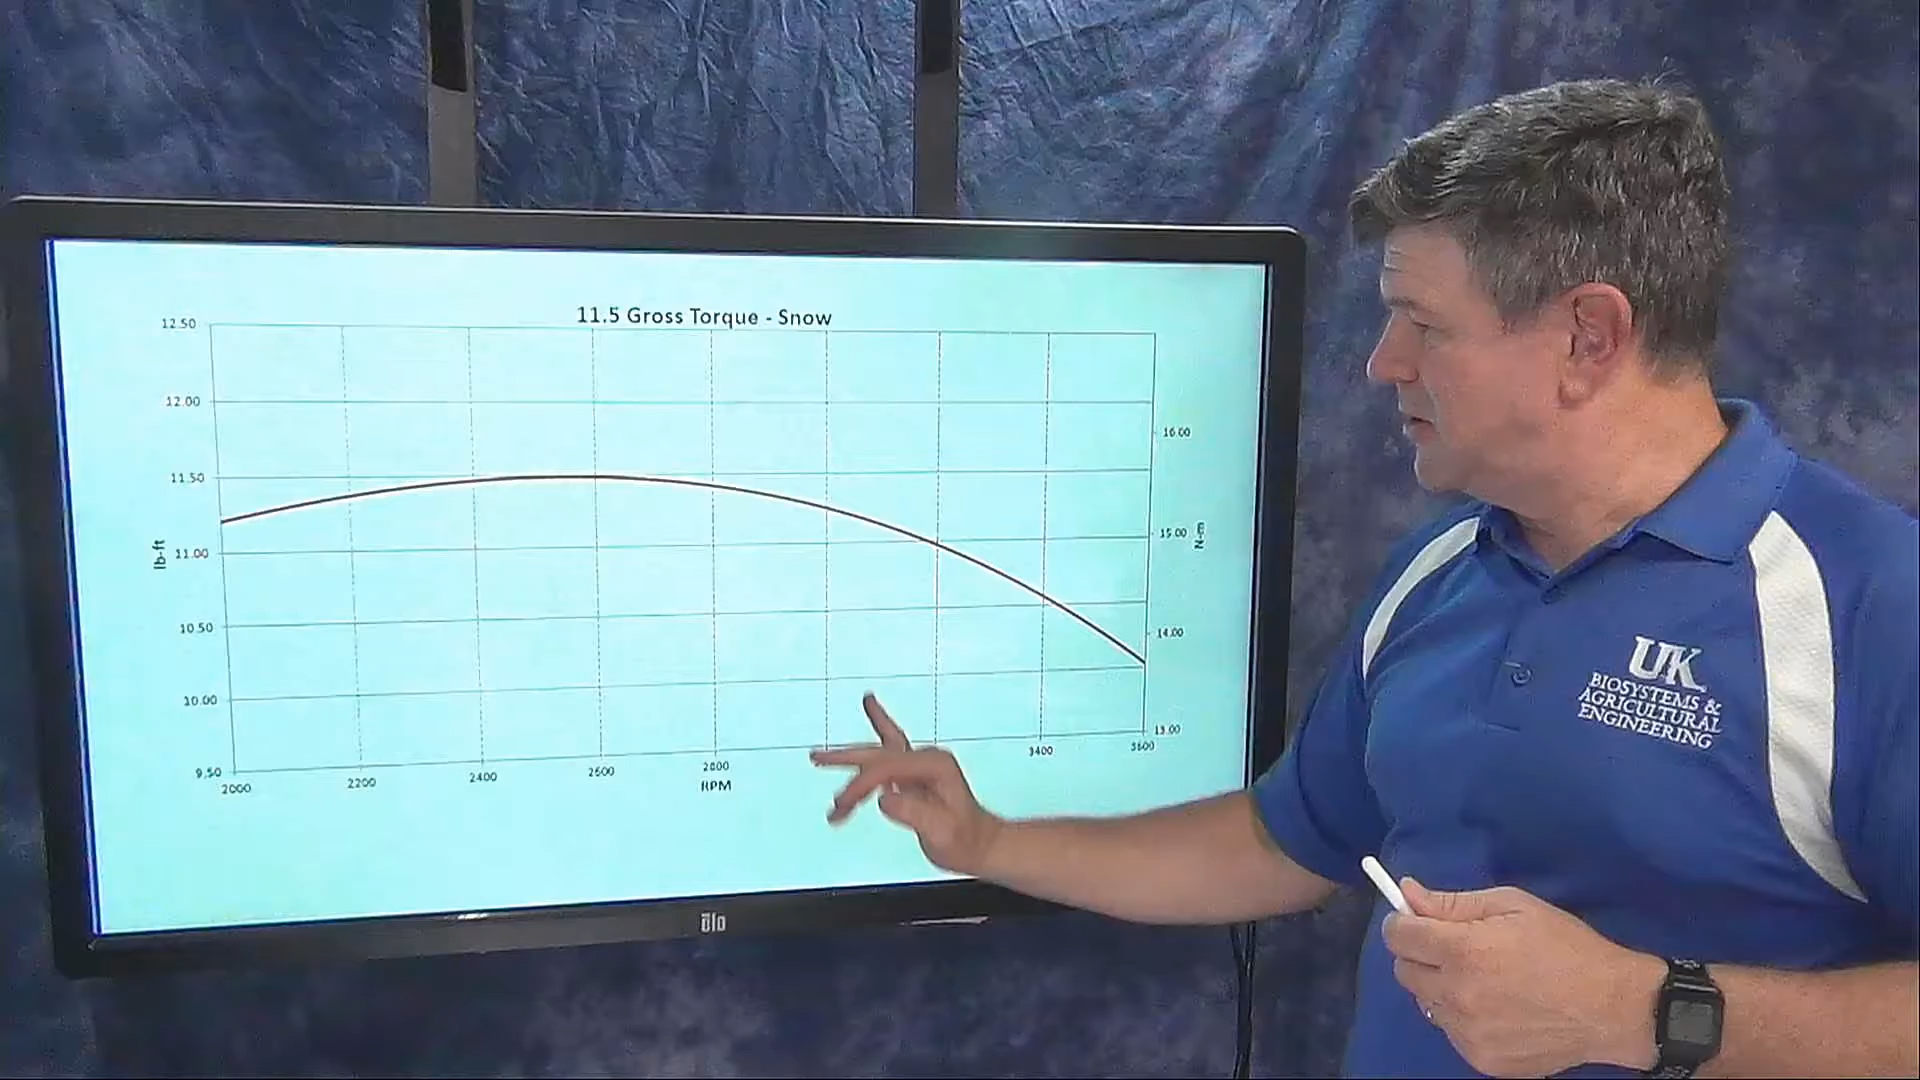 11.5 Gross Torque - Snow
12.50
12.00
11.50
11.00
10.50
10.00
9.50
lb-ft
16.00
15.00
14.00
13.00
N-m
2000
2200
2400
2600
2800
3400
3600
RPM
elo
UK
BIOSYSTEMS &
AGRICULTURAL
ENGINEERING